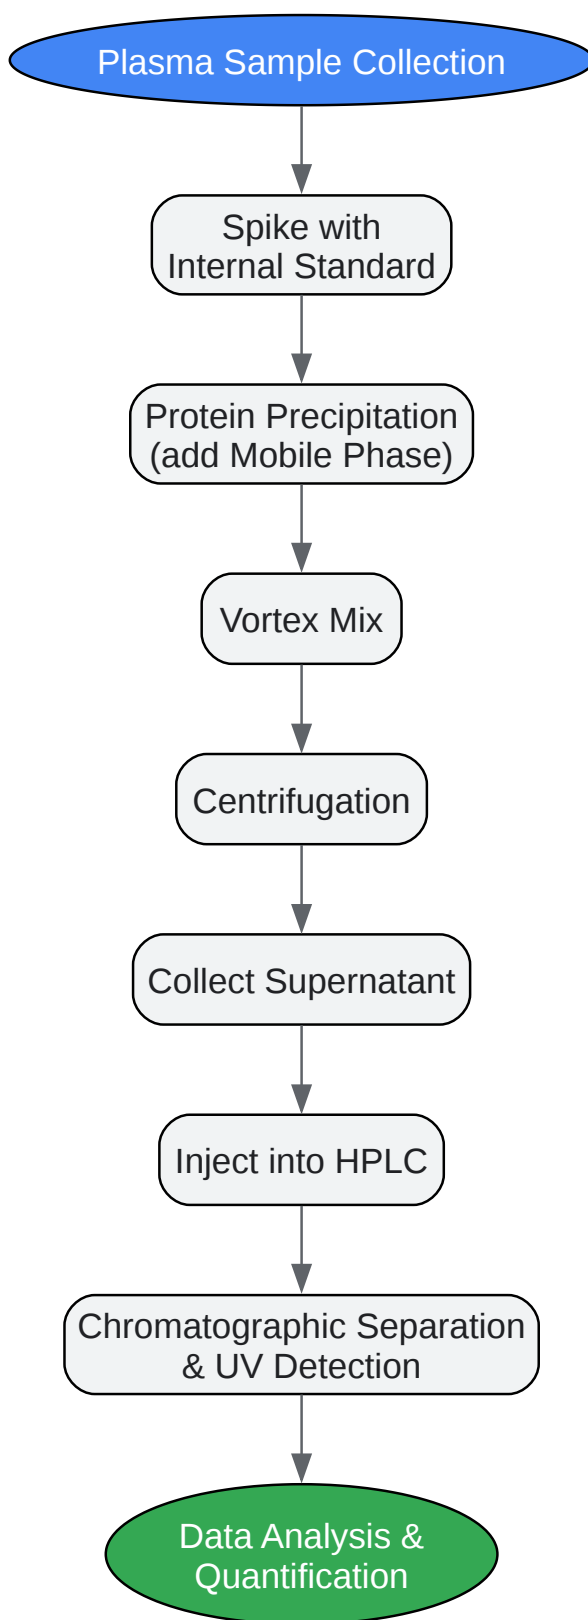 Plasma Sample Collection
Spike with
Internal Standard
Protein Precipitation
(add Mobile Phase)
Vortex Mix
Centrifugation
Collect Supernatant
Inject into HPLC
Chromatographic Separation
& UV Detection
Data Analysis &
Quantification